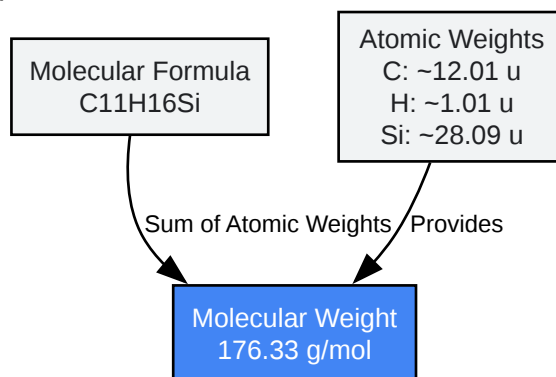 Molecular Formula
C11H16Si
Atomic Weights
C: ~12.01 u
H: ~1.01 u
Si: ~28.09 u
Sum of Atomic Weights
Provides
Molecular Weight
176.33 g/mol